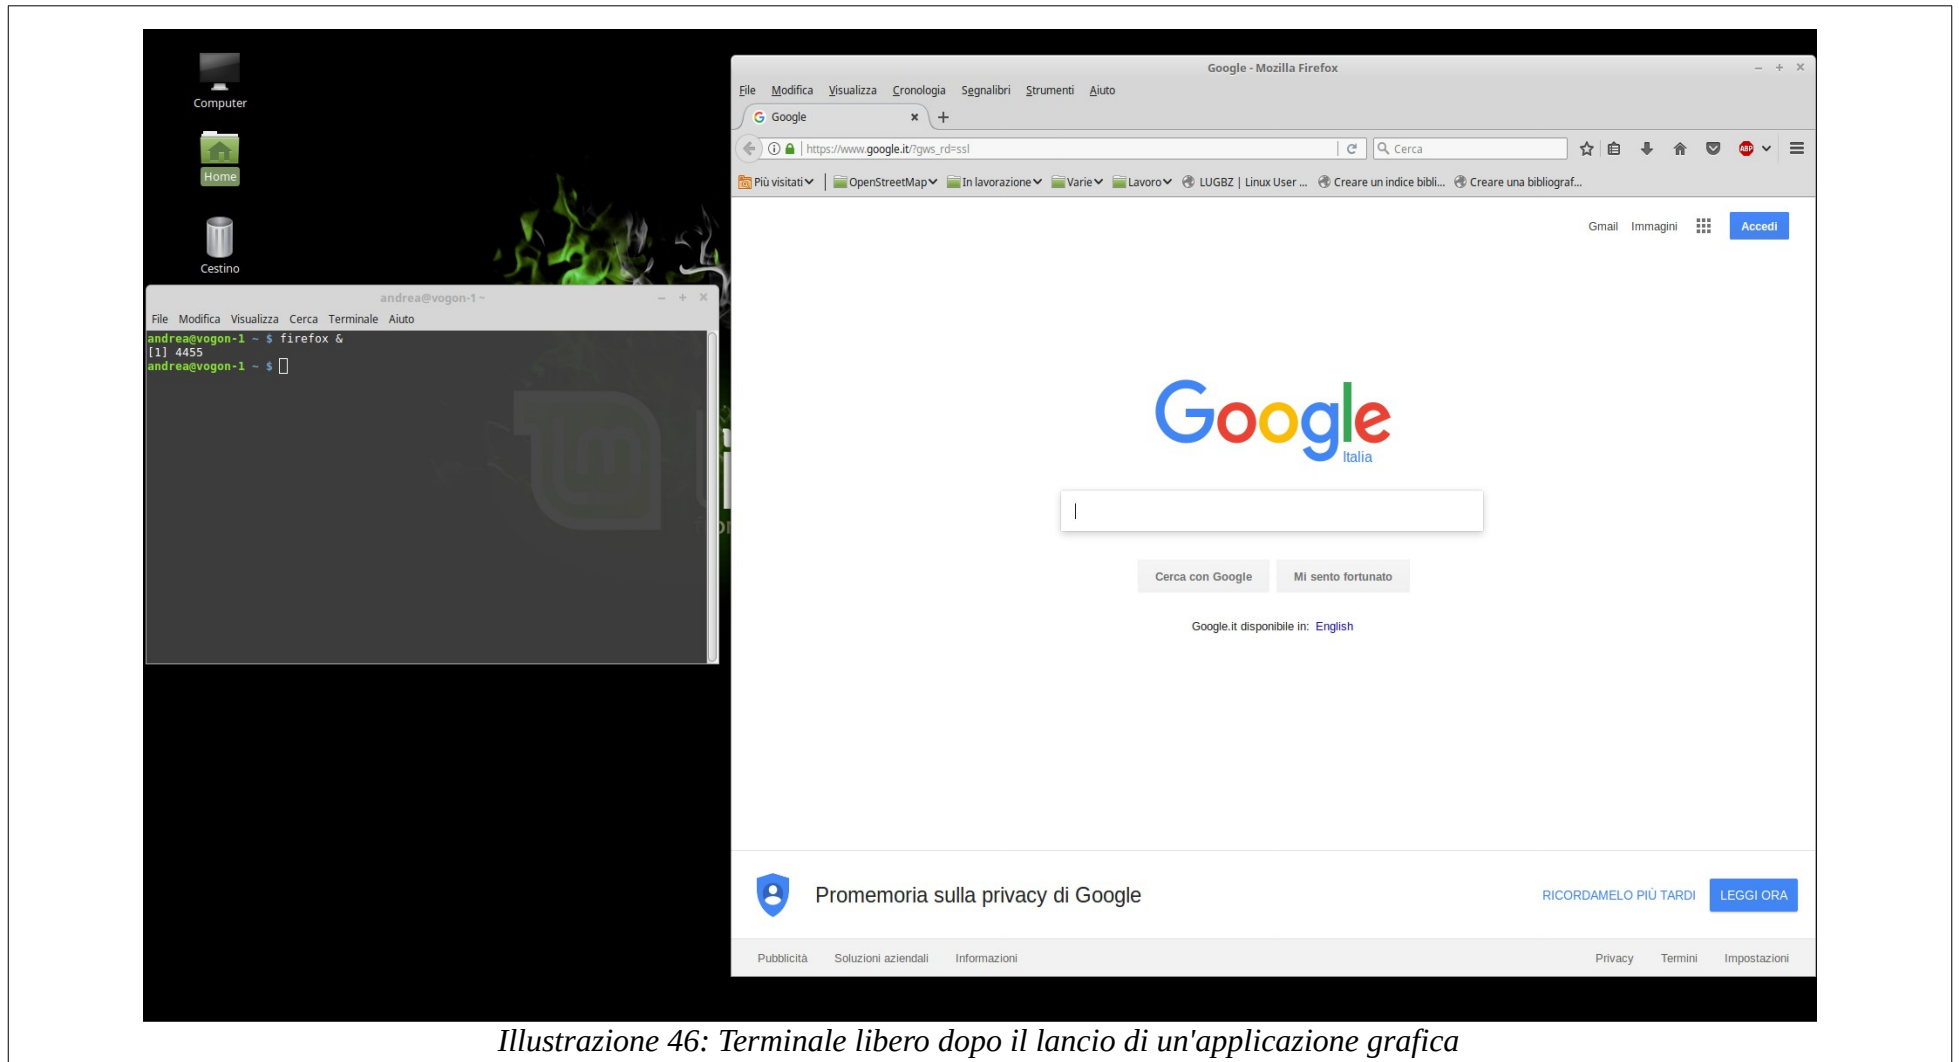 Computer
Home
Cestino
andrea@vogon-1 ~
File Modifica Visualizza Cerca Terminale Aiuto
andrea@vogon-1 ~ $ firefox &
[1] 4455
andrea@vogon-1 ~ $
Google - Mozilla Firefox
File Modifica Visualizza Cronologia Segnalibri Strumenti Aiuto
Google
https://www.google.it/?gws_rd=ssl Cerca ABP
Più visitati OpenStreetMap In lavorazione Varie Lavoro LUGBZ | Linux User ... Creare un indice bibli... Creare una bibliograf...
Gmail Immagini Accedi
Google
Italia
Cerca con Google Mi sento fortunato
Google.it disponibile in: English
Promemoria sulla privacy di Google RICORDAMELO PIÙ TARDI LEGGI ORA
Pubblicità Soluzioni aziendali Informazioni Privacy Termini Impostazioni
Illustrazione 46: Terminale libero dopo il lancio di un'applicazione grafica